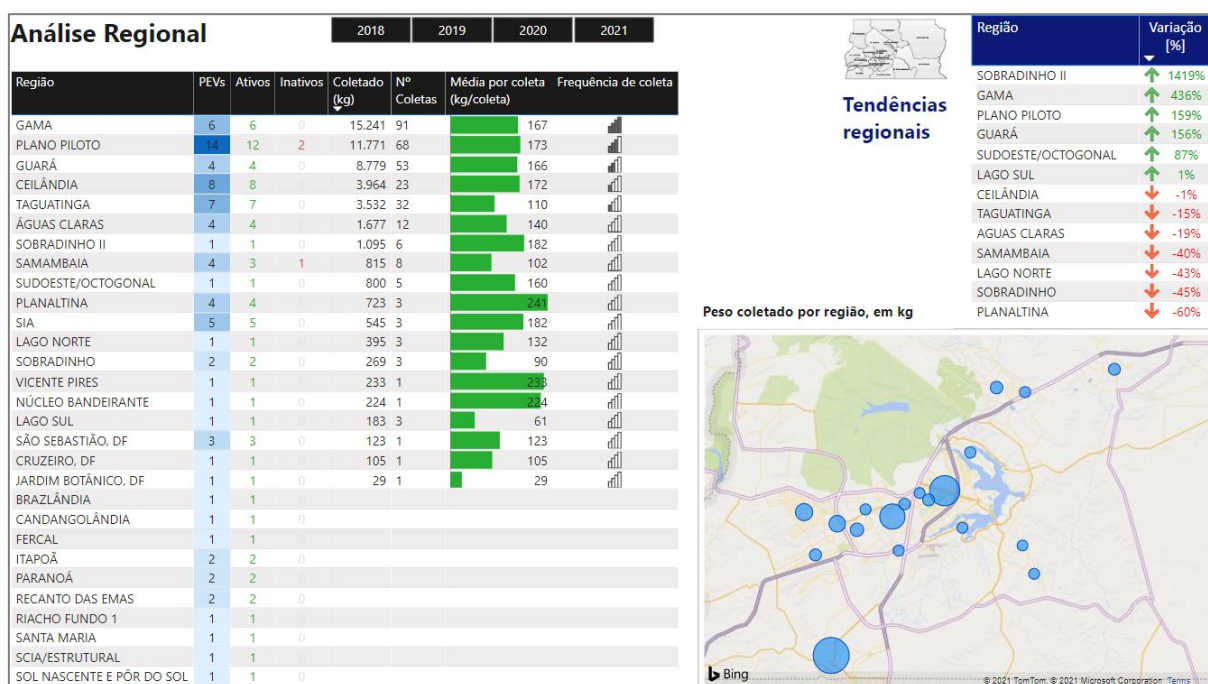 Análise Regional
2018 2019 2020 2021
Região PEVs Ativos Inativos Coletado (kg) Nº Coletas Média por coleta (kg/coleta) Frequência de coleta
GAMA 6 6 0 15.241 91 167
PLANO PILOTO 14 12 2 11.771 68 173
GUARÁ 4 4 0 8.779 53 166
CEILÂNDIA 8 8 0 3.964 23 172
TAGUATINGA 7 7 0 3.532 32 110
ÁGUAS CLARAS 4 4 0 1.677 12 140
SOBRADINHO II 1 1 0 1.095 6 182
SAMAMBAIA 4 3 1 815 8 102
SUDOESTE/OCTOGONAL 1 1 0 800 5 160
PLANALTINA 4 4 0 723 3 241
SIA 5 5 0 545 3 182
LAGO NORTE 1 1 0 395 3 132
SOBRADINHO 2 2 0 269 3 90
VICENTE PIRES 1 1 0 233 1 233
NÚCLEO BANDEIRANTE 1 1 0 224 1 224
LAGO SUL 1 1 0 183 3 61
SÃO SEBASTIÃO, DF 3 3 0 123 1 123
CRUZEIRO, DF 1 1 0 105 1 105
JARDIM BOTÂNICO, DF 1 1 0 29 1 29
BRAZLÂNDIA 1 1 0
CANDANGOLÂNDIA 1 1 0
FERCAL 1 1 0
ITAPOÃ 2 2 0
PARANOÁ 2 2 0
RECANTO DAS EMAS 2 2 0
RIACHO FUNDO 1 1 1 0
SANTA MARIA 1 1 0
SCIA/ESTRUTURAL 1 1 0
SOL NASCENTE E PÔR DO SOL 1 1 0
Tendências
regionais
Região Variação [%]
SOBRADINHO II 1419%
GAMA 436%
PLANO PILOTO 159%
GUARÁ 156%
SUDOESTE/OCTOGONAL 87%
LAGO SUL 1%
CEILÂNDIA -1%
TAGUATINGA -15%
AGUAS CLARAS -19%
SAMAMBAIA -40%
LAGO NORTE -43%
SOBRADINHO -45%
PLANALTINA -60%
Peso coletado por região, em kg
Bing
© 2021 TomTom, © 2021 Microsoft Corporation Terms